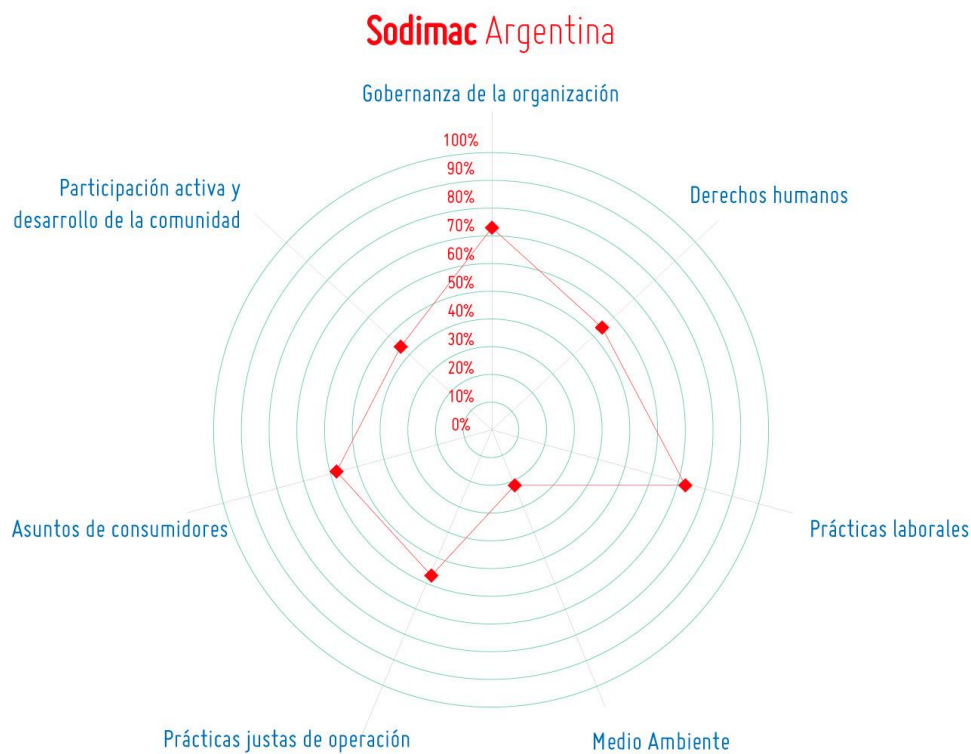 Sodimac Argentina
Gobernanza de la organización
100%
90%
80%
70%
60%
50%
40%
30%
20%
10%
0%
Participación activa y
desarrollo de la comunidad
Derechos humanos
Asuntos de consumidores
Prácticas laborales
Prácticas justas de operación
Medio Ambiente